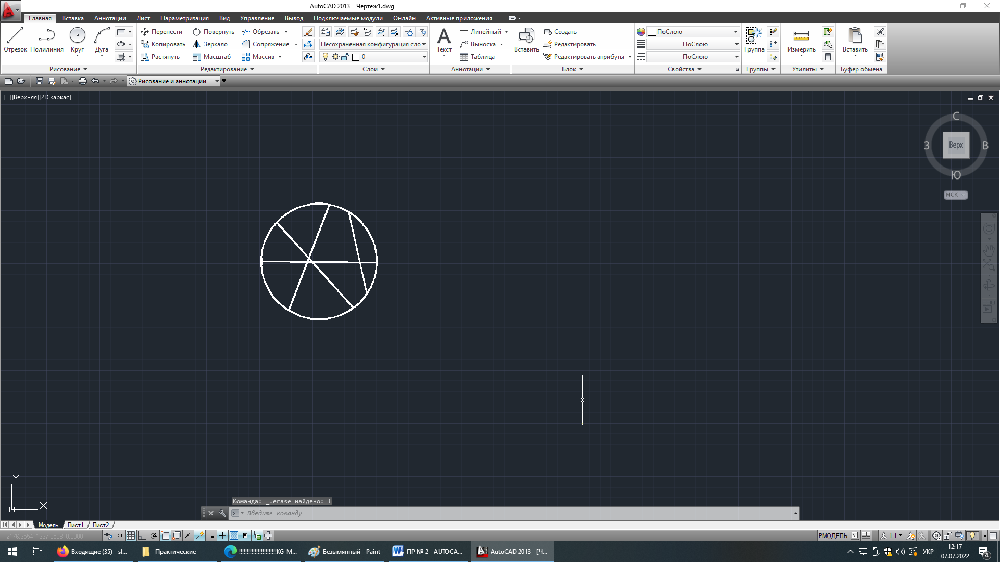 AutoCAD 2013 Чертеж1.dwg
Главная Вставка Аннотации Лист Параметризация Вид Управление Вывод Подключаемые модули Онлайн Активные приложения
Перенести Повернуть Обрезать Линейный Создать ПоСлою
Копировать Зеркало Сопряжение Несохраненная конфигурация сло Выноска Редактировать ПоСлою
Отрезок Полилиния Круг Дуга Текст Вставить Группа Измерить Вставить
Растянуть Масштаб Массив 0 Таблица Редактировать атрибуты ПоСлою
Рисование Редактирование Слои Аннотации Блок Свойства Группы Утилиты Буфер обмена
Рисование и аннотации
[−][Верхняя][2D каркас]
С
З Верх В
Ю
МСК
Y
X
Команда: _.erase найдено: 1
Введите команду
Модель Лист1 Лист2
2176.3554, 1337.0508, 0.0000 РМОДЕЛЬ 1:1
Входящие (35) - sl... Практические !!!!!!!!!!!!!!!!!!!!!!!!!KG-M... Безымянный - Paint ПР № 2 - AUTOCA... AutoCAD 2013 - [Ч... УКР 12:17
07.07.2022 4